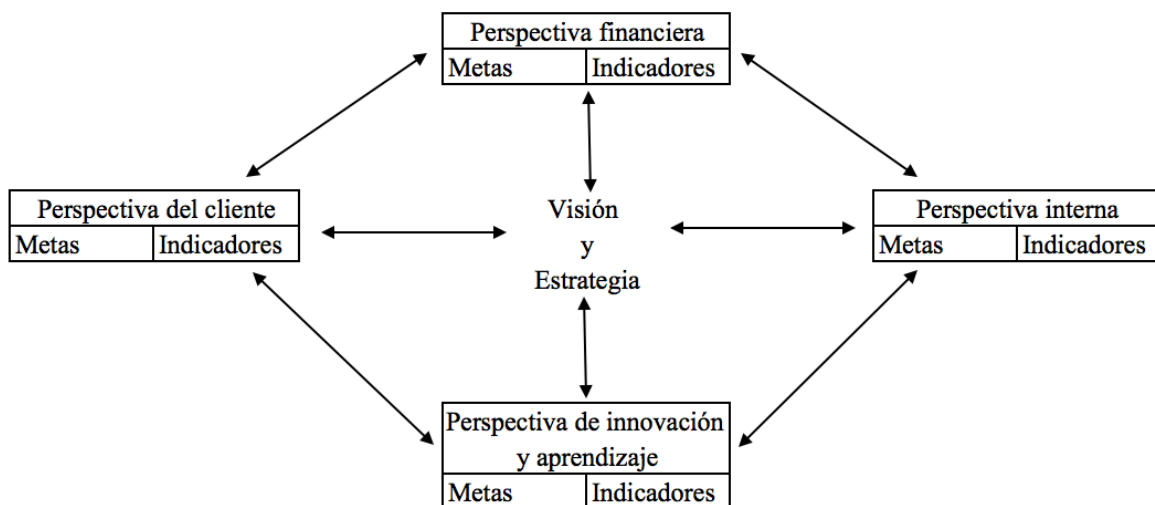 Perspectiva financiera
Metas Indicadores
Perspectiva del cliente
Metas Indicadores
Visión
y
Estrategia
Perspectiva interna
Metas Indicadores
Perspectiva de innovación
y aprendizaje
Metas Indicadores